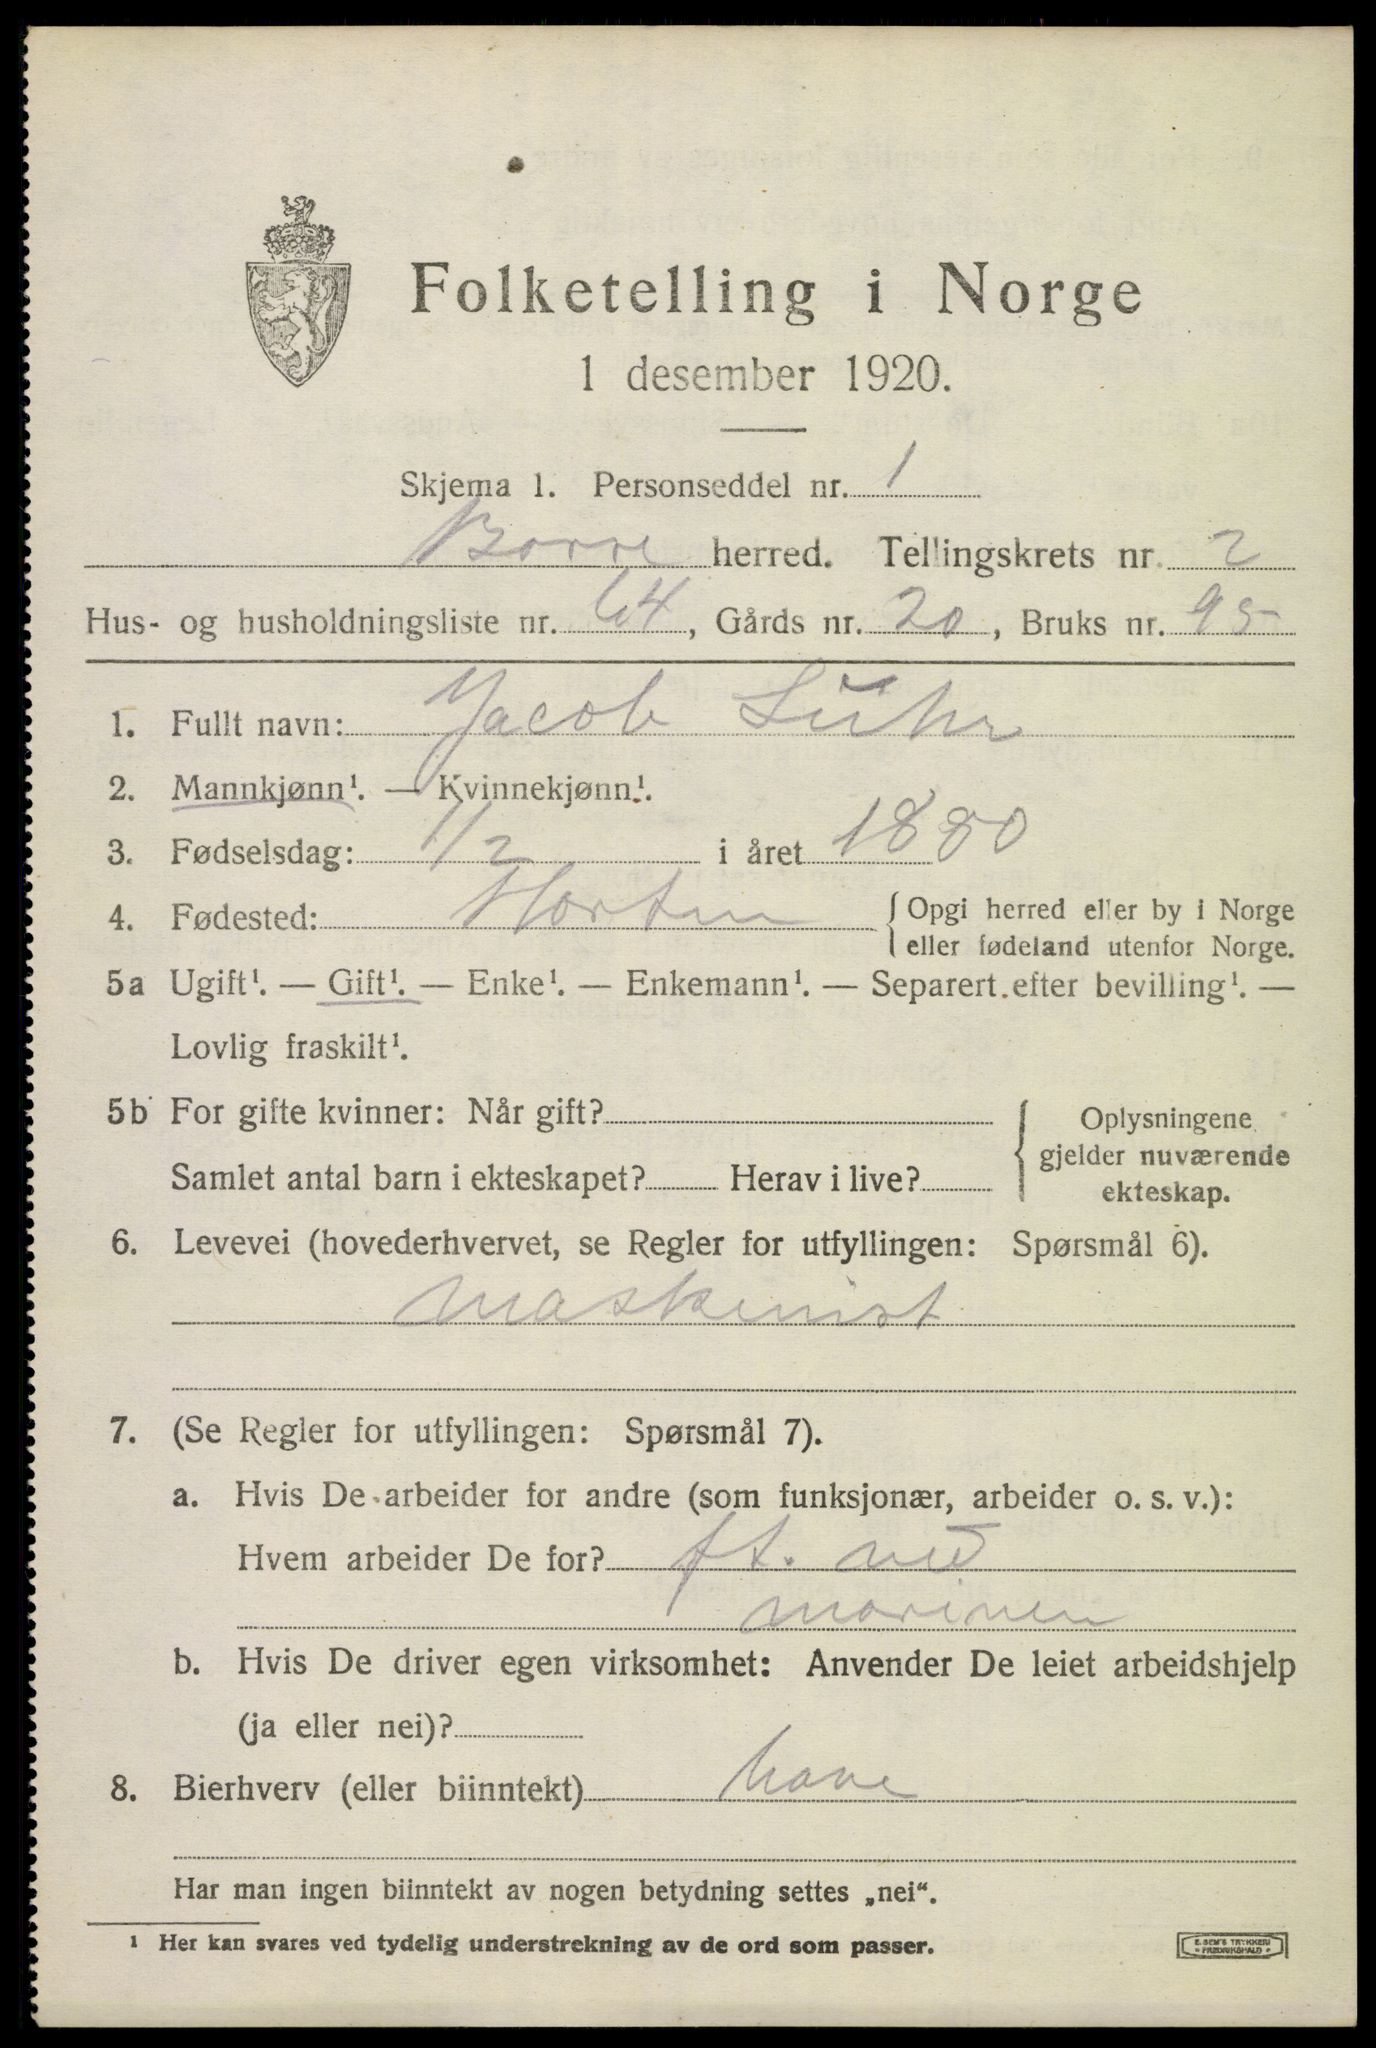 Folketelling i Norge
1 desember 1920.
Skjema 1. Personseddel nr. 1
Borre herred. Tellingskrets nr. 2
Hus- og husholdningsliste nr. 64, Gårds nr. 20, Bruks nr. 95
1. Fullt navn: Jacob Lühr
2. Mannkjønn¹. — Kvinnekjønn¹.
3. Fødselsdag: 1/2 i året 1880
4. Fødested: Horten { Opgi herred eller by i Norge
eller fødeland utenfor Norge.
5a Ugift¹. — Gift¹. — Enke¹. — Enkemann¹. — Separert efter bevilling¹. —
Lovlig fraskilt¹.
5b For gifte kvinner: Når gift?
Samlet antal barn i ekteskapet? Herav i live?
{ Oplysningene
gjelder nuværende
ekteskap.
6. Levevei (hovederhvervet, se Regler for utfyllingen: Spørsmål 6).
Maskinist
7. (Se Regler for utfyllingen: Spørsmål 7).
a. Hvis De arbeider for andre (som funksjonær, arbeider o. s. v.):
Hvem arbeider De for? ft. ved
marinen
b. Hvis De driver egen virksomhet: Anvender De leiet arbeidshjelp
(ja eller nei)?
8. Bierhverv (eller biinntekt) have
Har man ingen biinntekt av nogen betydning settes „nei“.
¹ Her kan svares ved tydelig understrekning av de ord som passer.
E. SEM'S TRYKKERI
FREDRIKSHALD